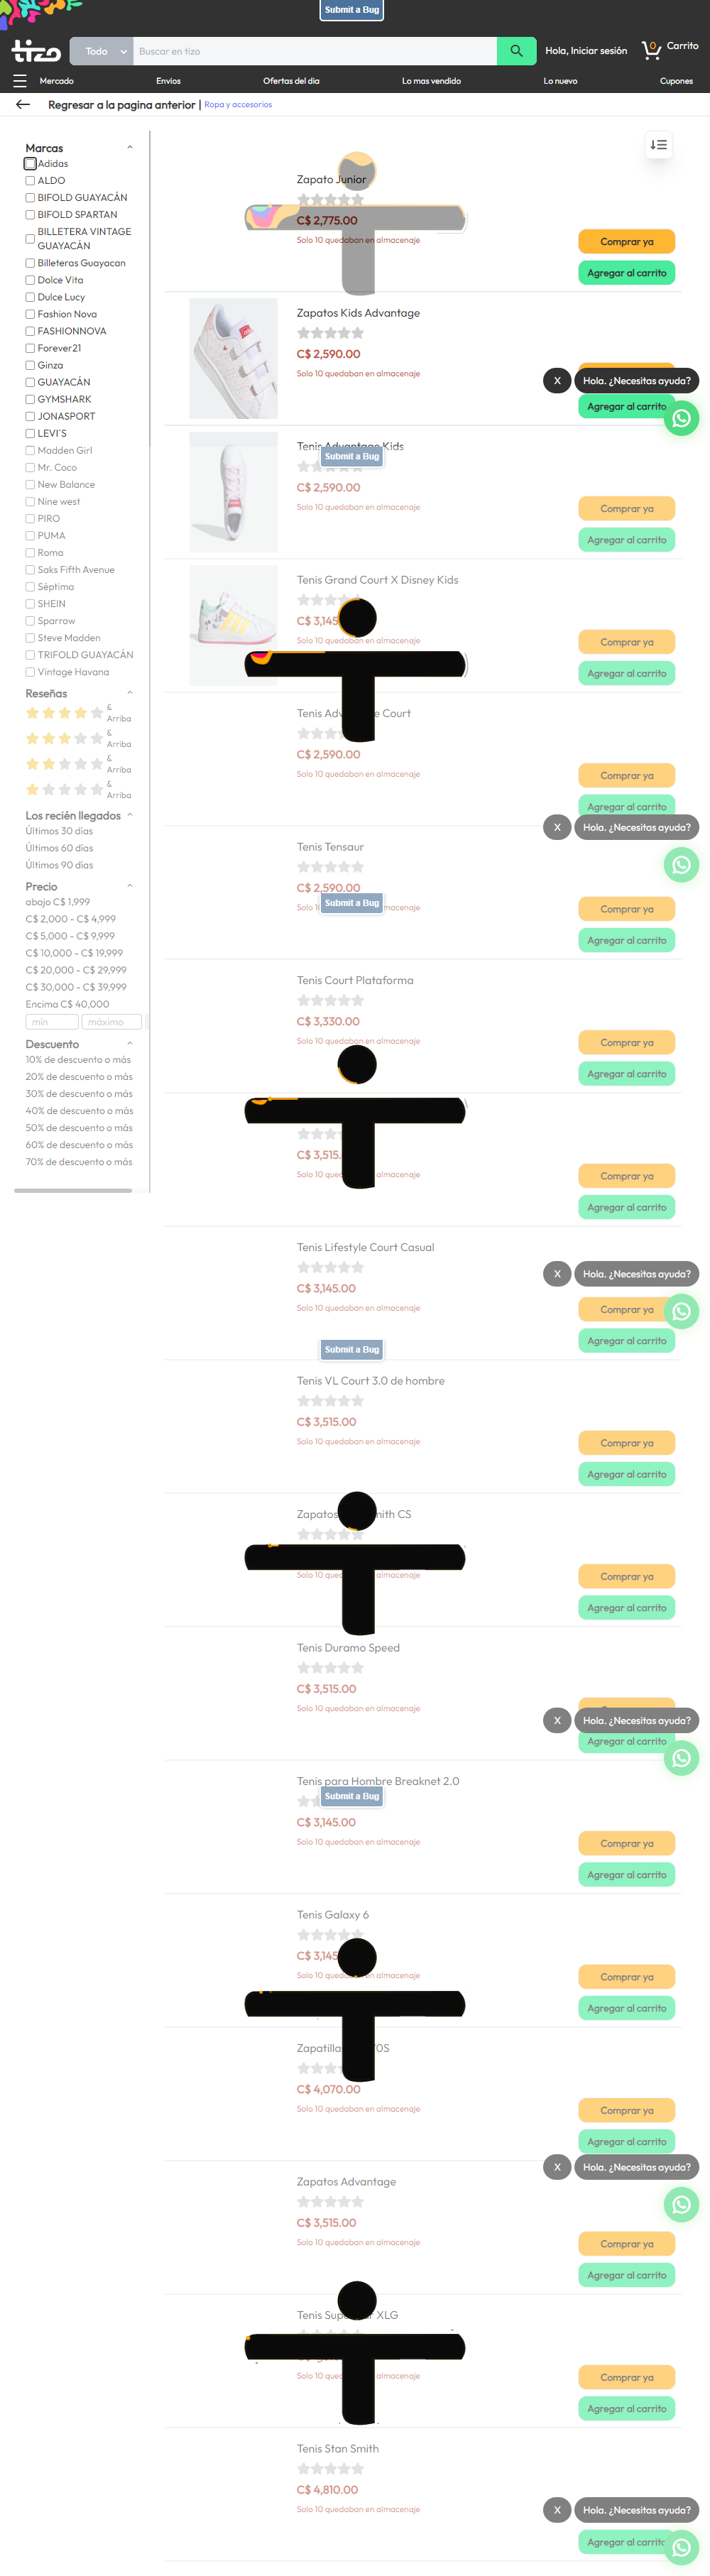 Submit a Bug
tizo
Todo
Buscar en tizo
Hola, Iniciar sesión
0
Carrito
Mercado
Envios
Ofertas del dia
Lo mas vendido
Lo nuevo
Cupones
Regresar a la pagina anterior | Ropa y accesorios
Marcas
Adidas
ALDO
BIFOLD GUAYACÁN
BIFOLD SPARTAN
BILLETERA VINTAGE
GUAYACÁN
Billeteras Guayacan
Dolce Vita
Dulce Lucy
Fashion Nova
FASHIONNOVA
Forever21
Ginza
GUAYACÁN
GYMSHARK
JONASPORT
LEVI´S
Madden Girl
Mr. Coco
New Balance
Nine west
PIRO
PUMA
Roma
Saks Fifth Avenue
Séptima
SHEIN
Sparrow
Steve Madden
TRIFOLD GUAYACÁN
Vintage Havana
Reseñas
& Arriba
& Arriba
& Arriba
& Arriba
Los recién llegados
Últimos 30 días
Últimos 60 días
Últimos 90 días
Precio
abajo C$ 1,999
C$ 2,000 - C$ 4,999
C$ 5,000 - C$ 9,999
C$ 10,000 - C$ 19,999
C$ 20,000 - C$ 29,999
C$ 30,000 - C$ 39,999
Encima C$ 40,000
mín
máximo
Descuento
10% de descuento o más
20% de descuento o más
30% de descuento o más
40% de descuento o más
50% de descuento o más
60% de descuento o más
70% de descuento o más
Zapato Junior
C$ 2,775.00
Solo 10 quedaban en almacenaje
Comprar ya
Agregar al carrito
Zapatos Kids Advantage
C$ 2,590.00
Solo 10 quedaban en almacenaje
X
Hola. ¿Necesitas ayuda?
Agregar al carrito
Tenis Advantage Kids
Submit a Bug
C$ 2,590.00
Solo 10 quedaban en almacenaje
Comprar ya
Agregar al carrito
Tenis Grand Court X Disney Kids
C$ 3,145
Solo 10 quedaban en almacenaje
Comprar ya
Agregar al carrito
Tenis Court
C$ 2,590.00
Solo 10 quedaban en almacenaje
Comprar ya
Agregar al carrito
X
Hola. ¿Necesitas ayuda?
Tenis Tensaur
C$ 2,590.00
Solo
Submit a Bug
Comprar ya
Agregar al carrito
Tenis Court Plataforma
C$ 3,330.00
Solo 10 quedaban en almacenaje
Comprar ya
Agregar al carrito
C$ 3,515.
Solo 10 almacenaje
Comprar ya
Agregar al carrito
Tenis Lifestyle Court Casual
C$ 3,145.00
Solo 10 quedaban en almacenaje
X
Hola. ¿Necesitas ayuda?
Comprar ya
Agregar al carrito
Submit a Bug
Tenis VL Court 3.0 de hombre
C$ 3,515.00
Solo 10 quedaban en almacenaje
Comprar ya
Agregar al carrito
Zapatos CS
Solo 10 almacenaje
Comprar ya
Agregar al carrito
Tenis Duramo Speed
C$ 3,515.00
Solo 10 quedaban en almacenaje
X
Hola. ¿Necesitas ayuda?
Agregar al carrito
Tenis para Hombre Breaknet 2.0
Submit a Bug
C$ 3,145.00
Solo 10 quedaban en almacenaje
Comprar ya
Agregar al carrito
Tenis Galaxy 6
C$ 3,145
Solo 10 en almacenaje
Comprar ya
Agregar al carrito
C$ 4,070.00
Solo 10 quedaban en almacenaje
Comprar ya
Agregar al carrito
X
Hola. ¿Necesitas ayuda?
Zapatos Advantage
C$ 3,515.00
Solo 10 quedaban en almacenaje
Comprar ya
Agregar al carrito
Tenis XLG
Solo 10 almacenaje
Comprar ya
Agregar al carrito
Tenis Stan Smith
C$ 4,810.00
Solo 10 quedaban en almacenaje
X
Hola. ¿Necesitas ayuda?
Agregar al carrito